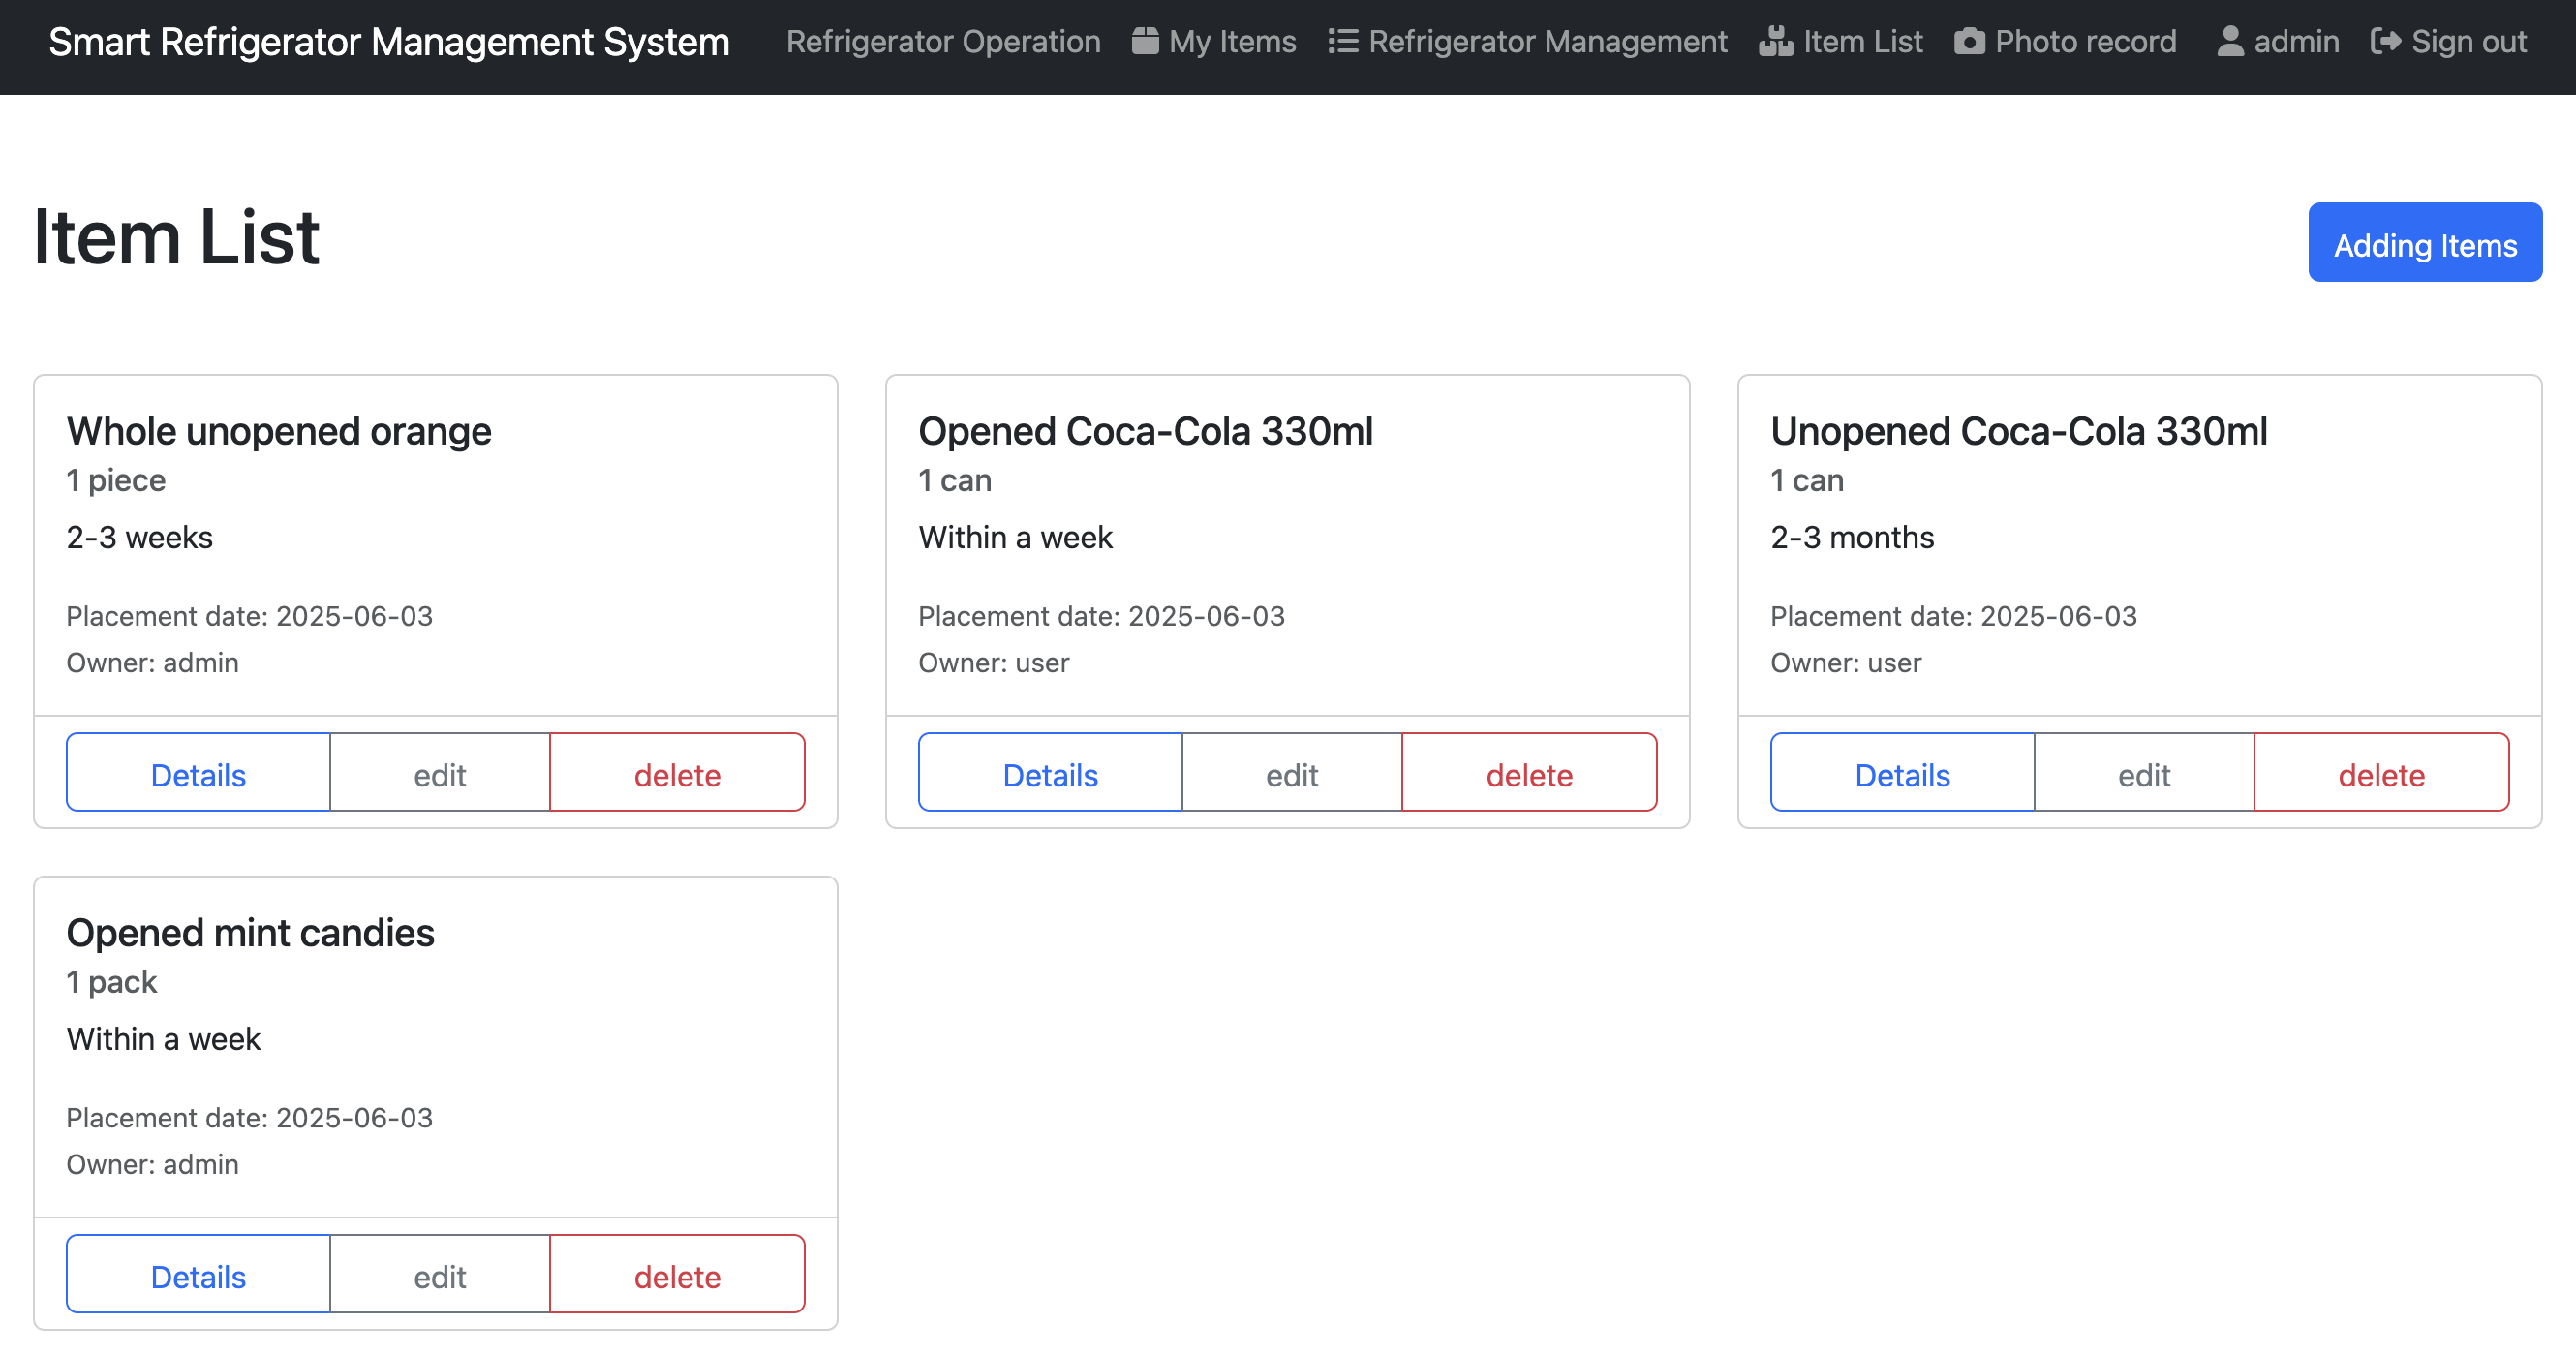 Smart Refrigerator Management System Refrigerator Operation My Items Refrigerator Management Item List Photo record admin Sign out
Item List
Adding Items
Whole unopened orange
1 piece
2-3 weeks
Placement date: 2025-06-03
Owner: admin
Details edit delete
Opened Coca-Cola 330ml
1 can
Within a week
Placement date: 2025-06-03
Owner: user
Details edit delete
Unopened Coca-Cola 330ml
1 can
2-3 months
Placement date: 2025-06-03
Owner: user
Details edit delete
Opened mint candies
1 pack
Within a week
Placement date: 2025-06-03
Owner: admin
Details edit delete